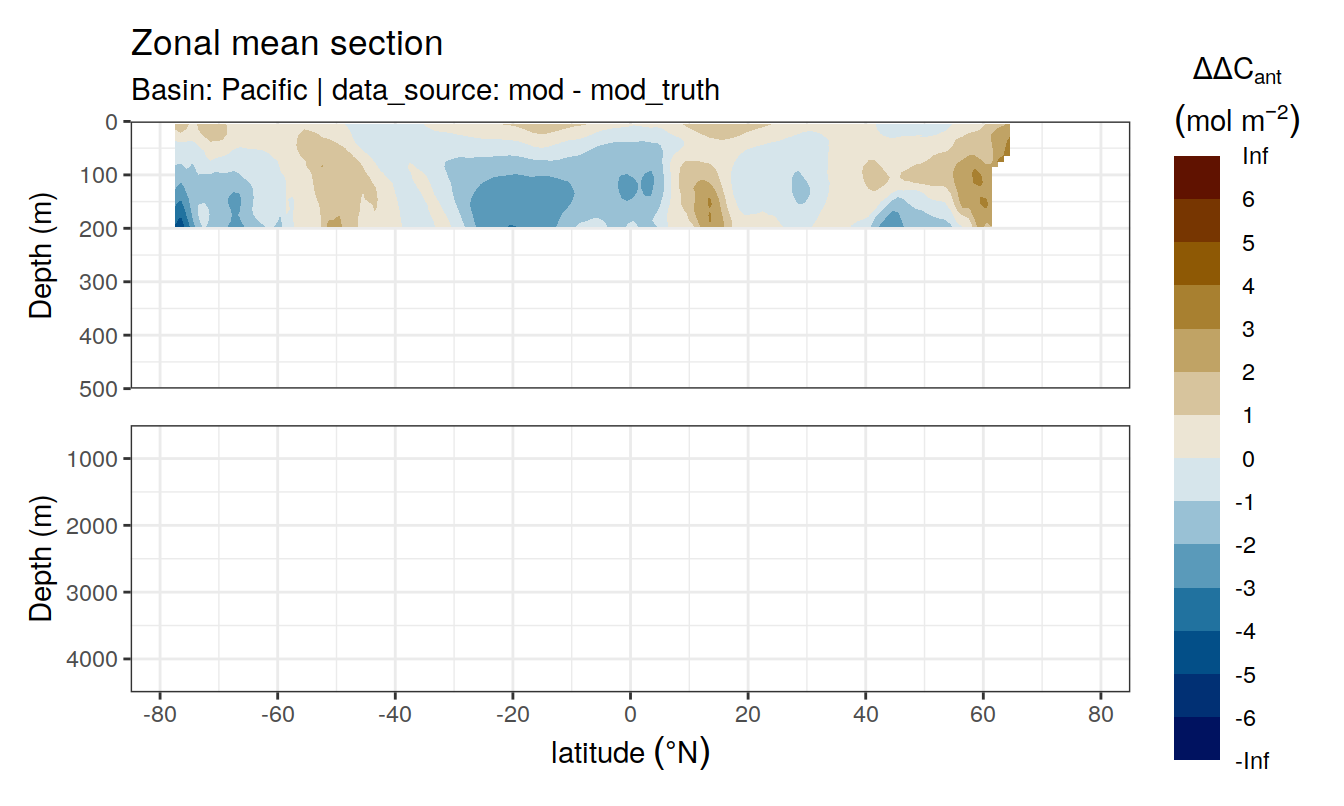 Zonal mean section
Basin: Pacific | data_source: mod - mod_truth
ΔΔCant
(mol m−2)
Inf
6
5
4
3
2
1
0
-1
-2
-3
-4
-5
-6
-Inf
Depth (m)
0
100
200
300
400
500
Depth (m)
1000
2000
3000
4000
-80 -60 -40 -20 0 20 40 60 80
latitude (°N)